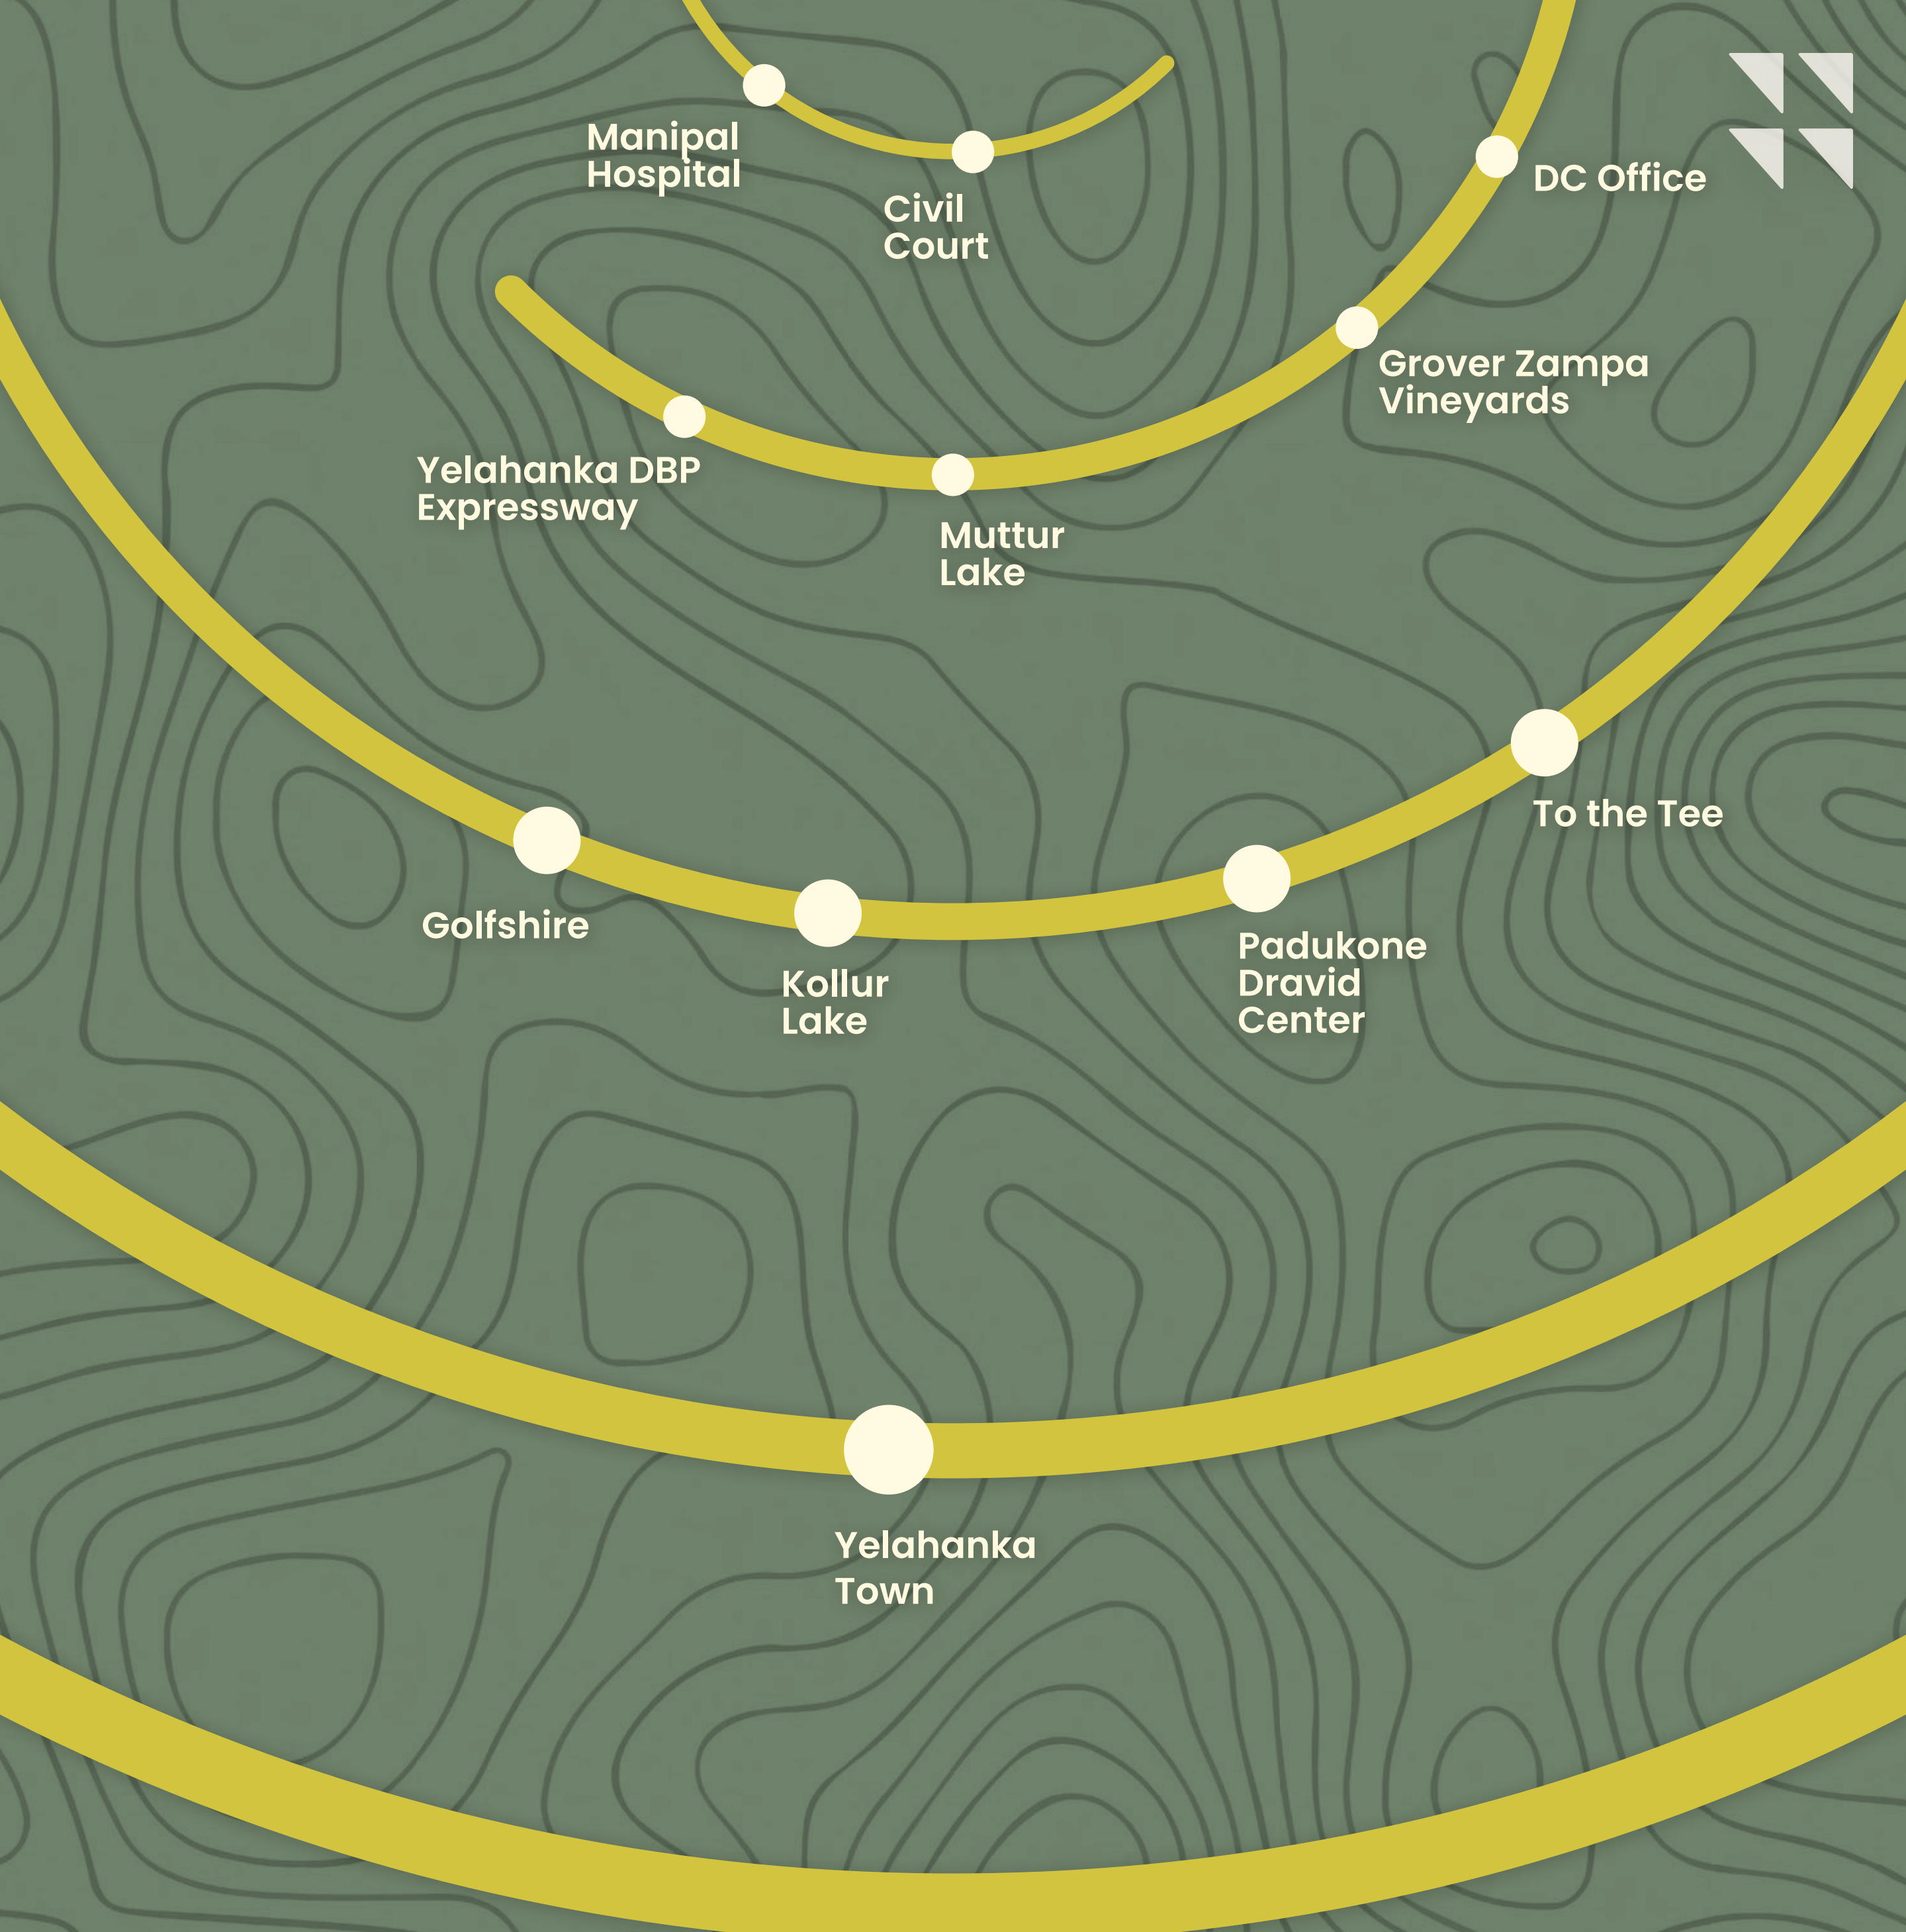 Manipal
Hospital
Civil
Court
DC Office
Grover Zampa
Vineyards
Yelahanka DBP
Expressway
Muttur
Lake
To the Tee
Golfshire
Kollur
Lake
Padukone
Dravid
Center
Yelahanka
Town